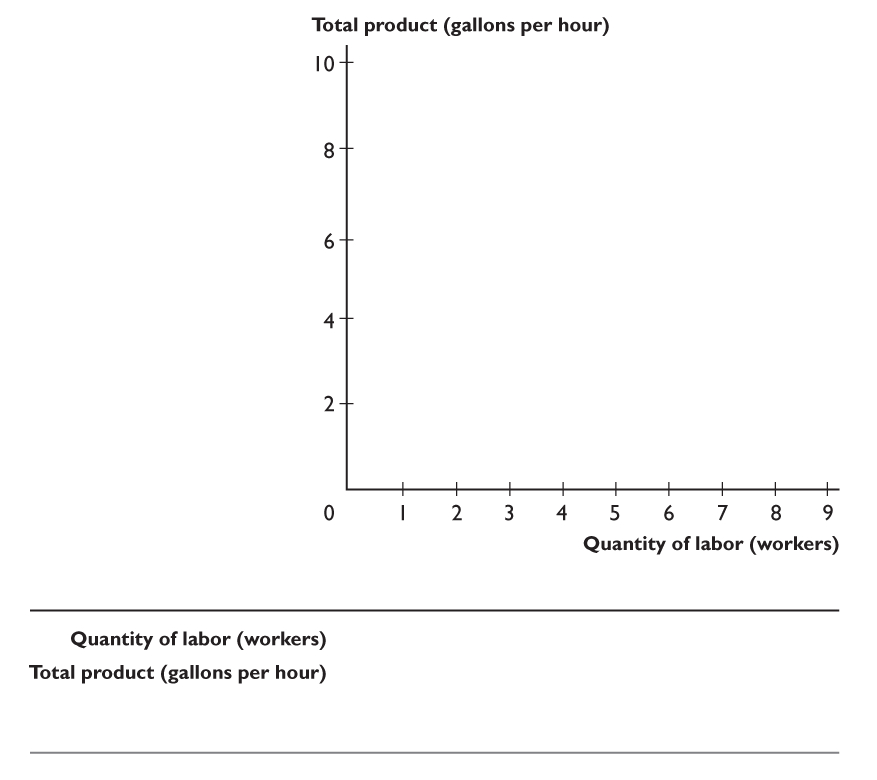 Total product (gallons per hour)
10
8
6
4
2
0 1 2 3 4 5 6 7 8 9
Quantity of labor (workers)
Quantity of labor (workers)
Total product (gallons per hour)